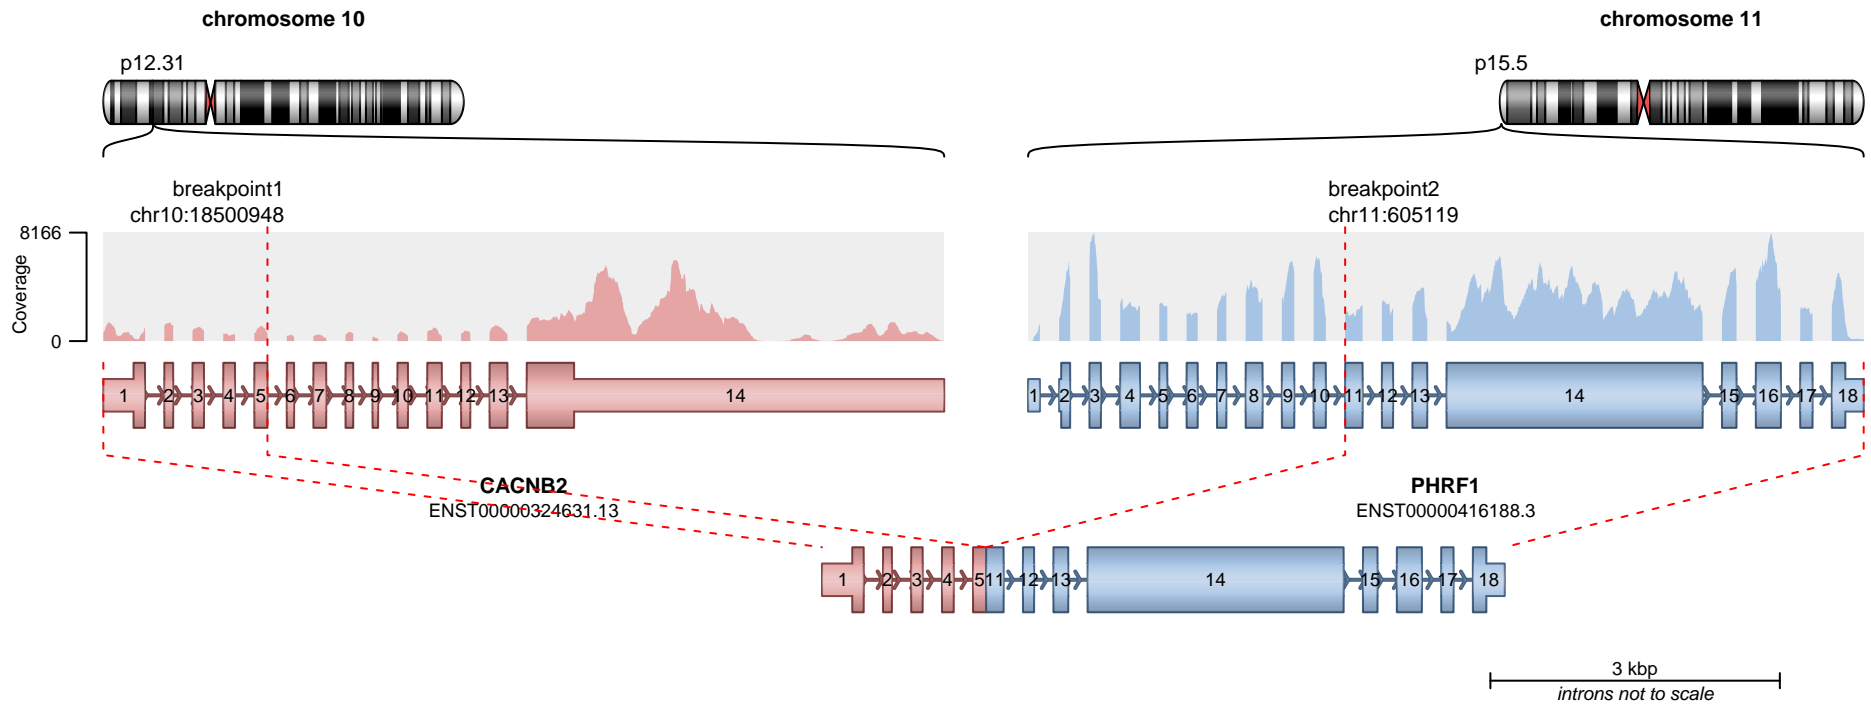 chromosome 10
chromosome 11
p12.31
p15.5
breakpoint1
chr10:18500948
breakpoint2
chr11:605119
8166
Coverage
0
1 2 3 4 5 6 7 8 9 10 11 12 13 14
1 2 3 4 5 6 7 8 9 10 11 12 13 14 15 16 17 18
CACNB2
ENST00000324631.13
PHRF1
ENST00000416188.3
1 2 3 4 5 11 12 13 14 15 16 17 18
3 kbp
introns not to scale